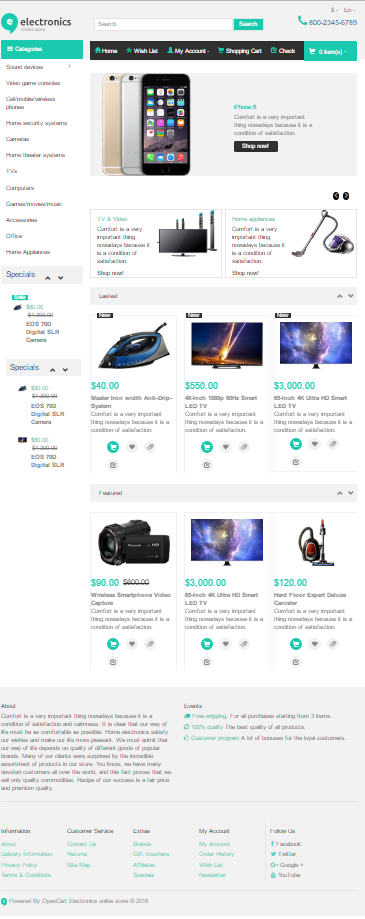 $ -   En -
electronics
Online store
Search
Search
800-2345-6789
Categories
Home
Wish List
My Account -
Shopping Cart
Check
0 item(s) -
Sound devices
Video game consoles
Cell/mobile/wireless
phones
Home security systems
Cameras
Home theater systems
TVs
Computers
Games/movies/music
Accessories
Office
Home Appliances
iPhone 6
Comfort is a very important
thing nowadays because it is a
condition of satisfaction.
Shop now!
TV & Video
Comfort is a very
important thing
nowadays because it
is a condition of
satisfaction.
Shop now!
Home appliances
Comfort is a very
important thing
nowadays because it
is a condition of
satisfaction.
Shop now!
Specials
Sale
$80.00
$1,200.00
EOS 70D
Digital SLR
Camera
Specials
$80.00
$1,200.00
EOS 70D
Digital SLR
Camera
$80.00
$1,200.00
EOS 70D
Digital SLR
Lastest
New
$40.00
Master Iron width Anti-Drip-
System
Comfort is a very important
thing nowadays because it is a
condition of satisfaction.
New
$550.00
48-Inch 1080p 60Hz Smart
LED TV
Comfort is a very important
thing nowadays because it is a
condition of satisfaction.
New
$3,000.00
65-Inch 4K Ultra HD Smart
LED TV
Comfort is a very important
thing nowadays because it is a
condition of satisfaction.
Featured
$90.00 $600.00
Wireless Smartphone Video
Capture
Comfort is a very important
thing nowadays because it is a
condition of satisfaction.
$3,000.00
65-Inch 4K Ultra HD Smart
LED TV
Comfort is a very important
thing nowadays because it is a
condition of satisfaction.
$120.00
Hard Floor Expert Deluxe
Canister
Comfort is a very important
thing nowadays because it is a
condition of satisfaction.
About
Comfort is a very important thing nowadays because it is a
condition of satisfaction and calmness. It is clear that our way of
life must be as comfortable as possible. Home electronics satisfy
our wishes and make our life more pleasant. We must admit that
our way of life depends on quality of different goods of popular
brands. Many of our clients were surprised by the incredible
assortment of products in our store. You know, we have many
devoted customers all over the world, and this fact proves that we
sell only quality commodities. Recipe of our success is a fair price
and premium quality.
Events
Free shipping. For all purchases starting from 3 items.
100% quality The best quality of all products.
Customer program A lot of bonuses for the loyal customers.
Information
About
Delivery Information
Privacy Policy
Terms & Conditions
Customer Service
Contact Us
Returns
Site Map
Extras
Brands
Gift Vouchers
Affiliates
Specials
My Account
My Account
Order History
Wish List
Newsletter
Follow Us
Facebook
Twitter
Google +
YouTube
Powered By OpenCart Electronics online store © 2016